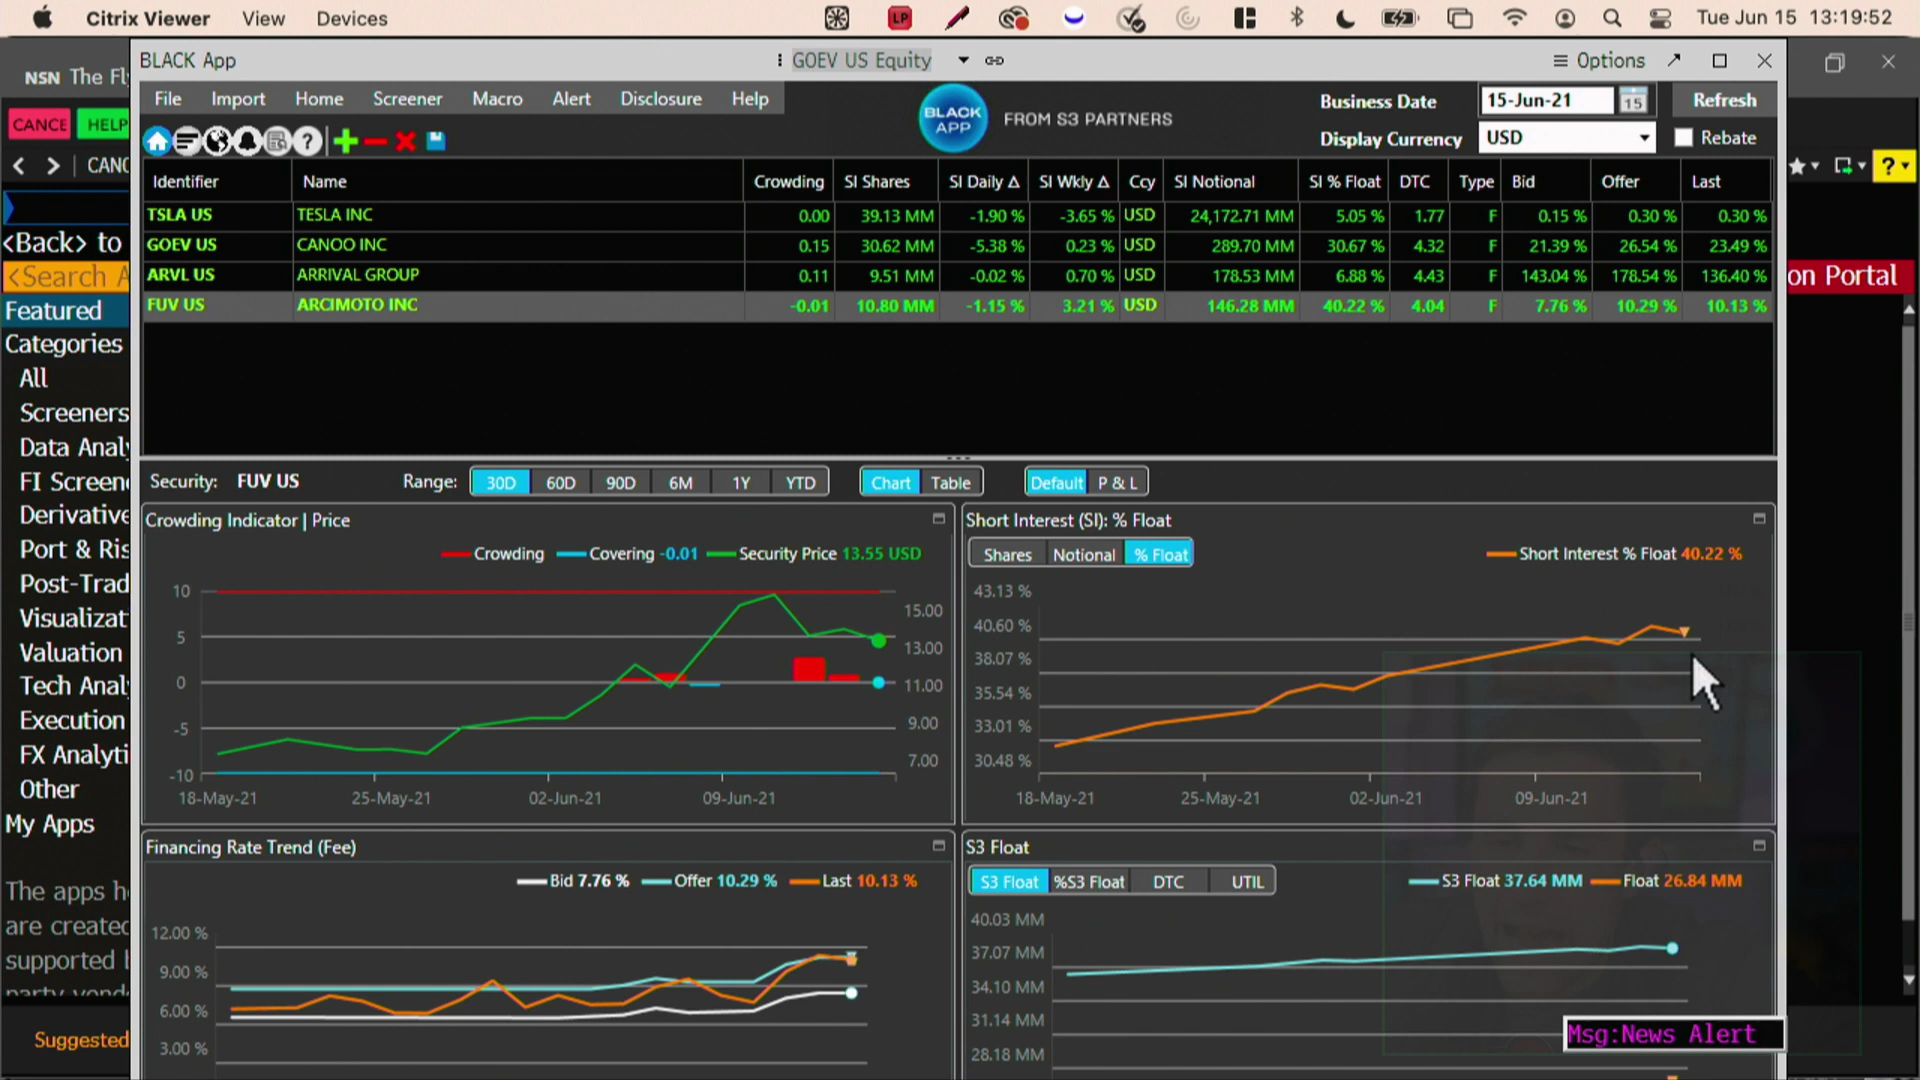 Citrix Viewer View Devices
LP
Tue Jun 15 13:19:52
NSN The Fly
BLACK App
GOEV US Equity
Options
CANCE HELP
File Import Home Screener Macro Alert Disclosure Help
BLACK APP
FROM S3 PARTNERS
Business Date 15-Jun-21 15 Refresh
Display Currency USD Rebate
CANC
Identifier Name Crowding SI Shares SI Daily Δ SI Wkly Δ Ccy SI Notional SI % Float DTC Type Bid Offer Last
TSLA US TESLA INC 0.00 39.13 MM -1.90 % -3.65 % USD 24,172.71 MM 5.05 % 1.77 F 0.15 % 0.30 % 0.30 %
GOEV US CANOO INC 0.15 30.62 MM -5.38 % 0.23 % USD 289.70 MM 30.67 % 4.32 F 21.39 % 26.54 % 23.49 %
ARVL US ARRIVAL GROUP 0.11 9.51 MM -0.02 % 0.70 % USD 178.53 MM 6.88 % 4.43 F 143.04 % 178.54 % 136.40 %
FUV US ARCIMOTO INC -0.01 10.80 MM -1.15 % 3.21 % USD 146.28 MM 40.22 % 4.04 F 7.76 % 10.29 % 10.13 %
<Back> to
<Search A
on Portal
Featured
Categories
All
Screeners
Data Analy
FI Screen
Derivative
Port & Ris
Post-Trad
Visualizat
Valuation
Tech Anal
Execution
FX Analyti
Other
My Apps
The apps he
are created
supported b
party vend
Suggested
Security: FUV US Range: 30D 60D 90D 6M 1Y YTD Chart Table Default P & L
Crowding Indicator | Price
Crowding Covering -0.01 Security Price 13.55 USD
10
5
0
-5
-10
15.00
13.00
11.00
9.00
7.00
18-May-21 25-May-21 02-Jun-21 09-Jun-21
Short Interest (SI): % Float
Shares Notional % Float
Short Interest % Float 40.22 %
43.13 %
40.60 %
38.07 %
35.54 %
33.01 %
30.48 %
18-May-21 25-May-21 02-Jun-21 09-Jun-21
Financing Rate Trend (Fee)
Bid 7.76 % Offer 10.29 % Last 10.13 %
12.00 %
9.00 %
6.00 %
3.00 %
S3 Float
S3 Float %S3 Float DTC UTIL
S3 Float 37.64 MM Float 26.84 MM
40.03 MM
37.07 MM
34.10 MM
31.14 MM
28.18 MM
Msg:News Alert